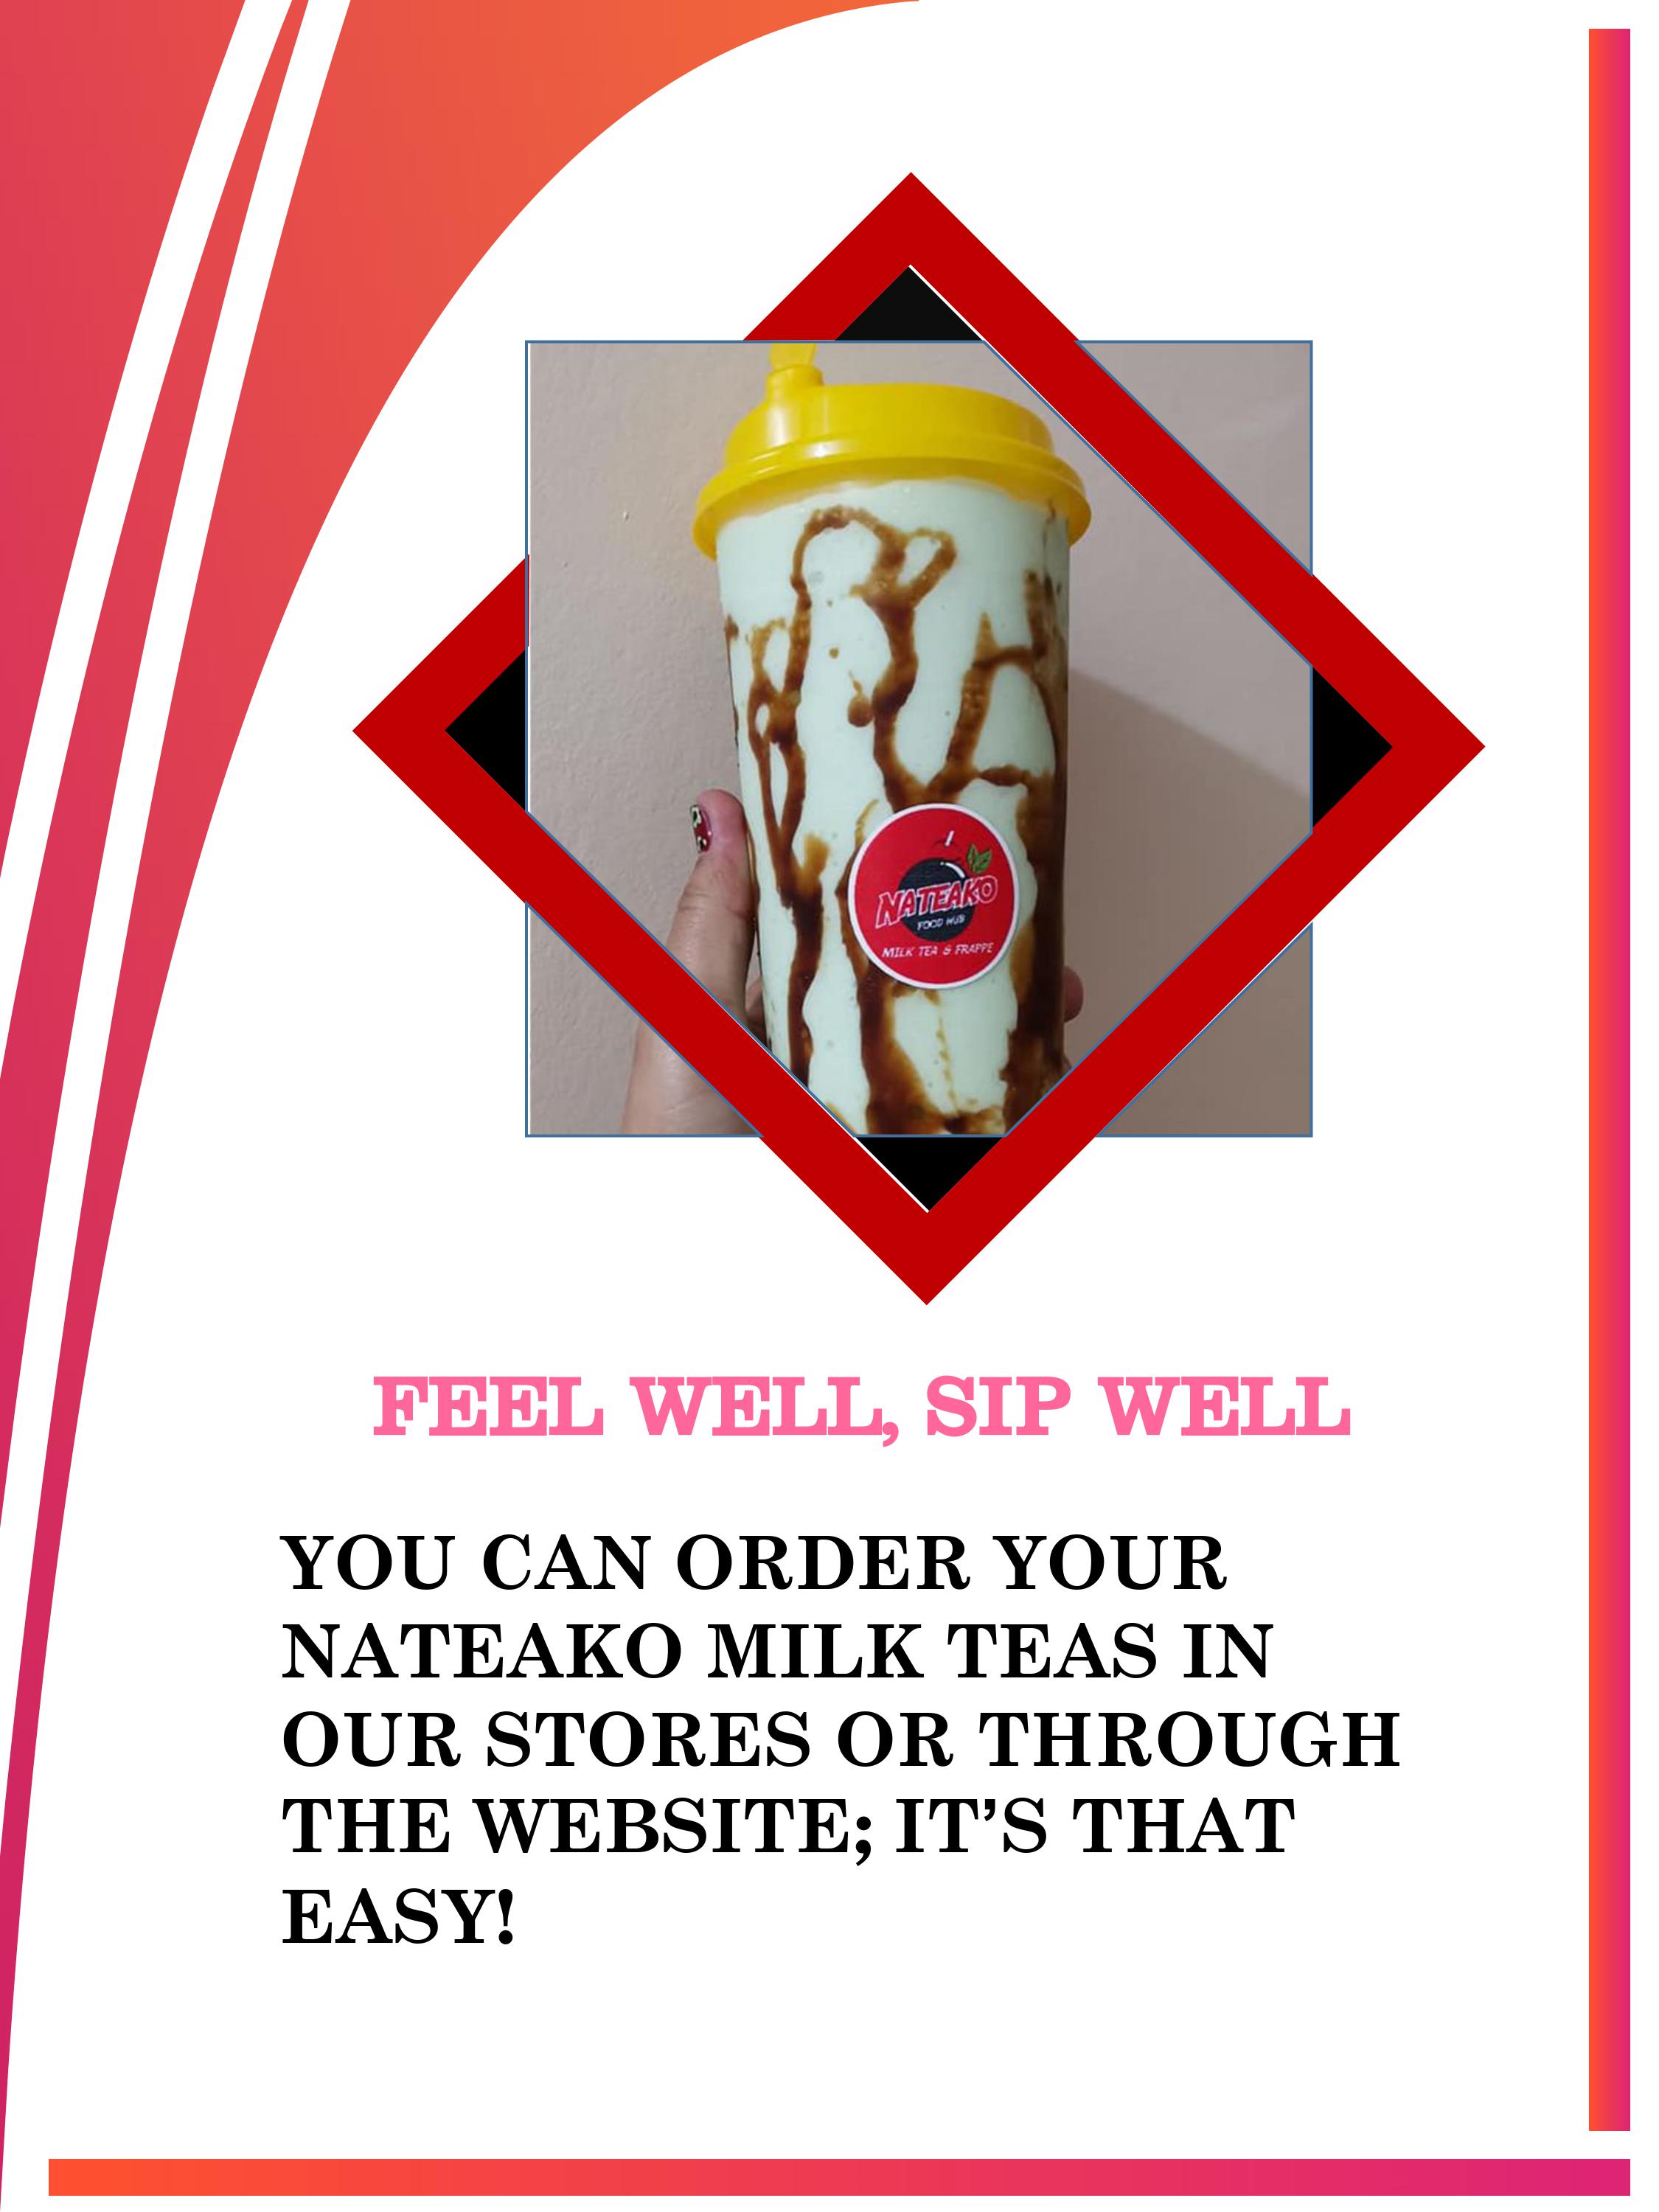 NATEAKO
FOOD HUB
MILK TEA & FRAPPE
FEEL WELL, SIP WELL
YOU CAN ORDER YOUR
NATEAKO MILK TEAS IN
OUR STORES OR THROUGH
THE WEBSITE; IT’S THAT
EASY!